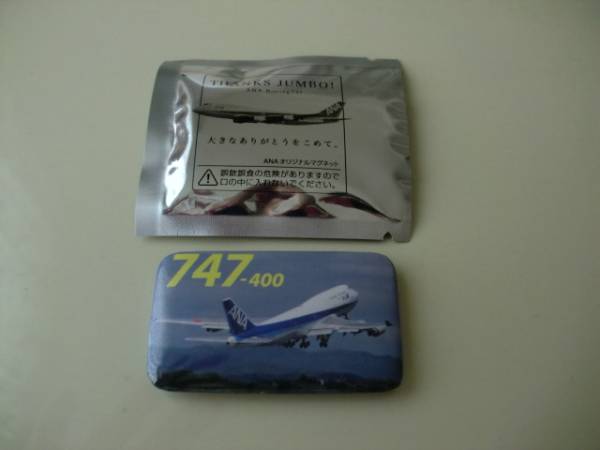 THANKS JUMBO!
ANA Boeing747
大きなありがとうをこめて。
ANAオリジナルマグネット
誤飲誤食の危険がありますので
口の中に入れないでください。
747-400
ANA